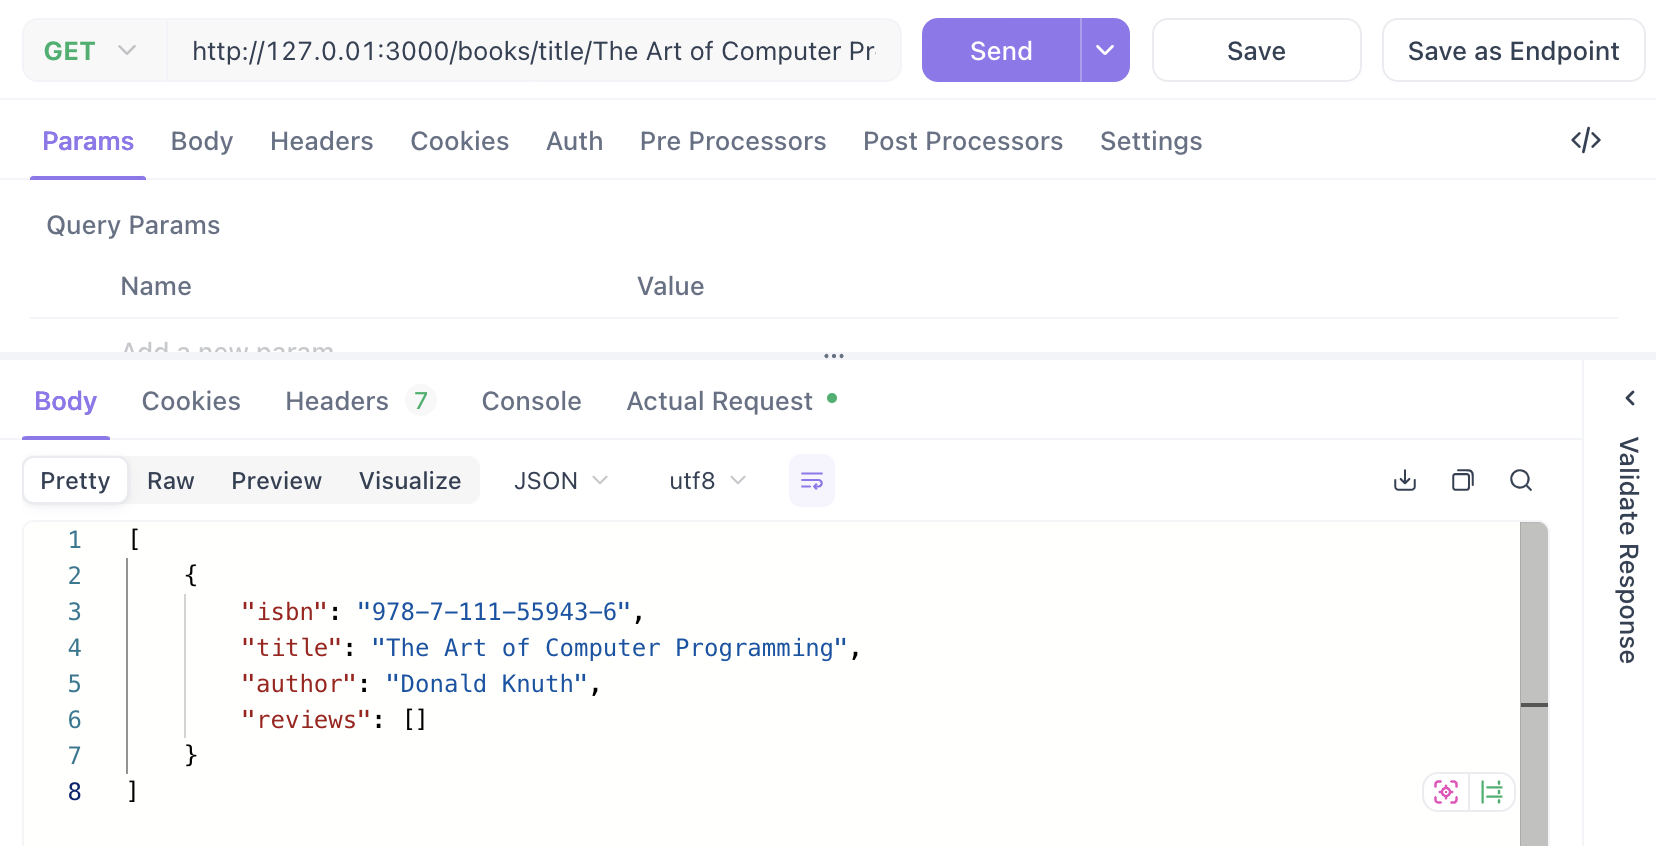 GET http://127.0.01:3000/books/title/The Art of Computer Pr Send Save Save as Endpoint
Params Body Headers Cookies Auth Pre Processors Post Processors Settings </>
Query Params
Name Value
Add a new param
Body Cookies Headers 7 Console Actual Request
Pretty Raw Preview Visualize JSON utf8
1 [
2 {
3 "isbn": "978-7-111-55943-6",
4 "title": "The Art of Computer Programming",
5 "author": "Donald Knuth",
6 "reviews": []
7 }
8 ]
Validate Response